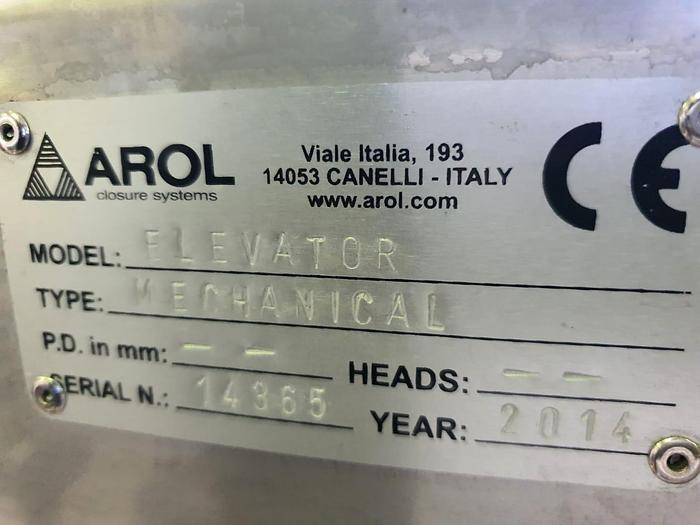 AROL
closure systems
Viale Italia, 193
14053 CANELLI - ITALY
www.arol.com
CE
MODEL: ELEVATOR
TYPE: MECHANICAL
P.D. in mm: - -
HEADS: - -
SERIAL N.: 14365
YEAR: 2014